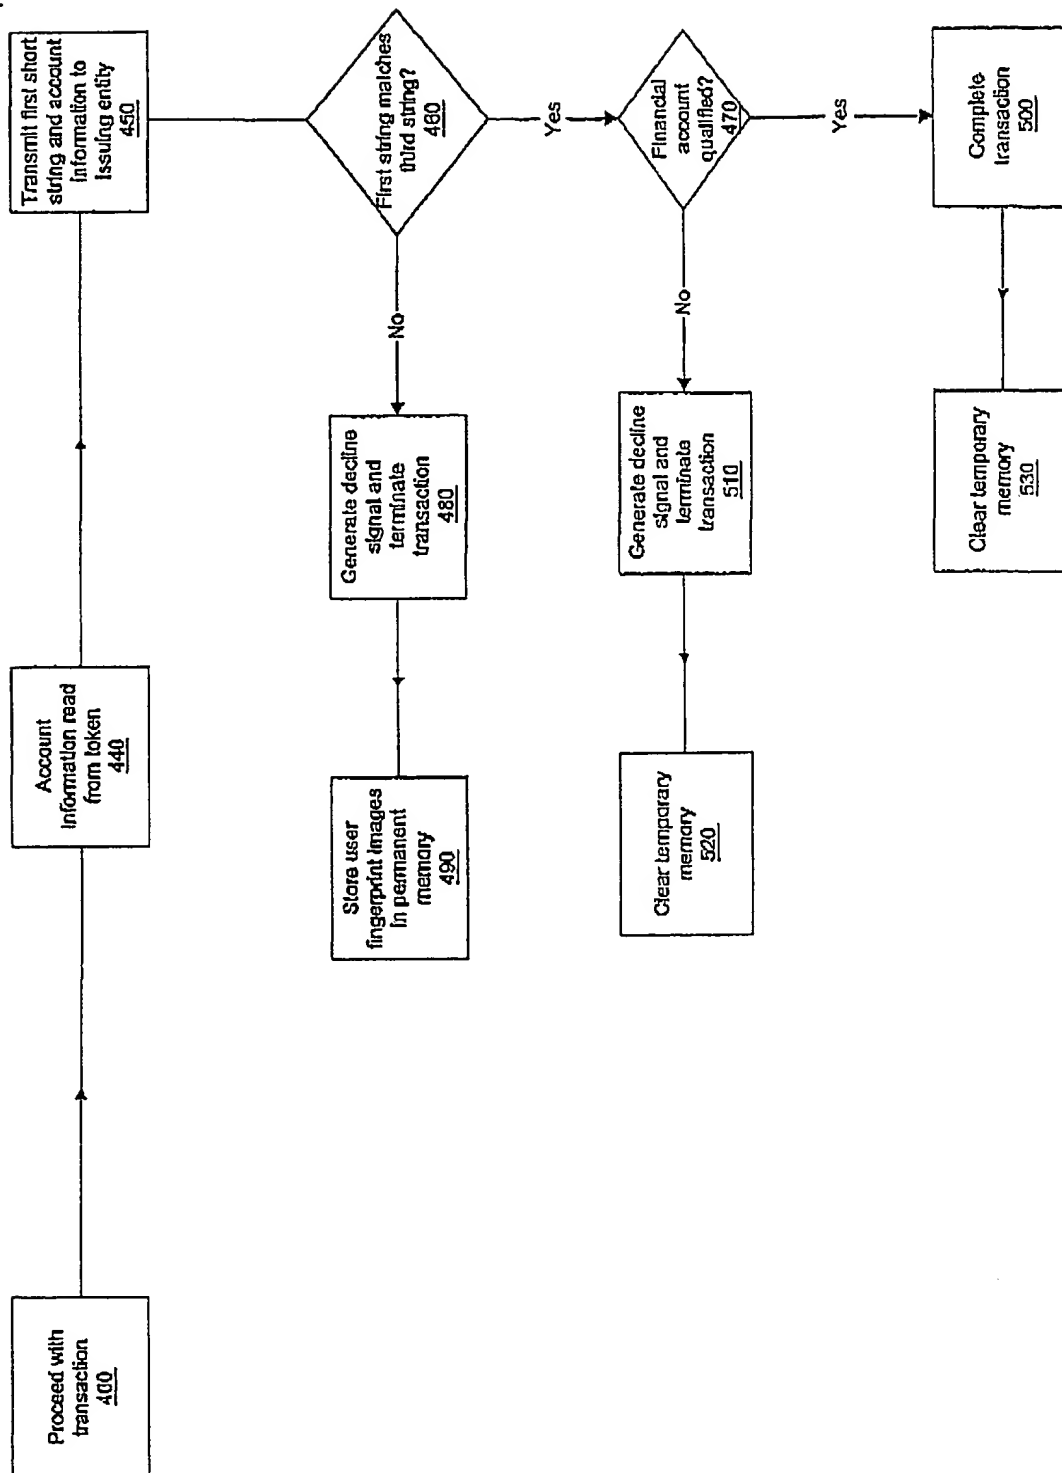 Proceed with
transaction
400
Account
Information read
from token
440
Transmit first short
string and account
Information to
Issuing entity
450
First string matches
third string?
460
No
Generate decline
signal and
terminate
transaction
480
Store user
fingerprint images
in permanent
memory
490
Yes
Financial
account
qualified?
470
No
Generate decline
signal and
terminate
transaction
510
Clear temporary
memory
520
Yes
Complete
transaction
500
Clear temporary
memory
530